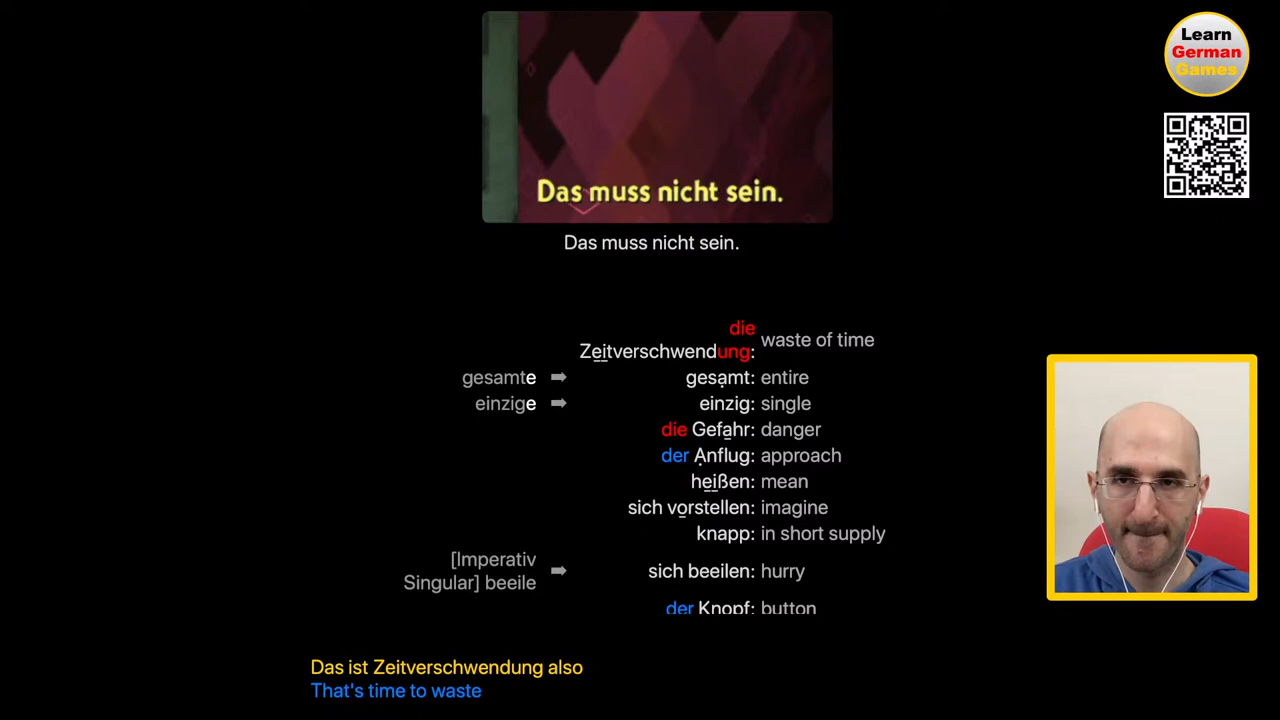 Learn
German
Games
Das muss nicht sein.
Das muss nicht sein.
die
Zeitverschwendung: waste of time
gesamte ➡ gesamt: entire
einzige ➡ einzig: single
die Gefahr: danger
der Anflug: approach
heißen: mean
sich vorstellen: imagine
knapp: in short supply
[Imperativ
Singular] beeile ➡ sich beeilen: hurry
der Knopf: button
Das ist Zeitverschwendung also
That's time to waste